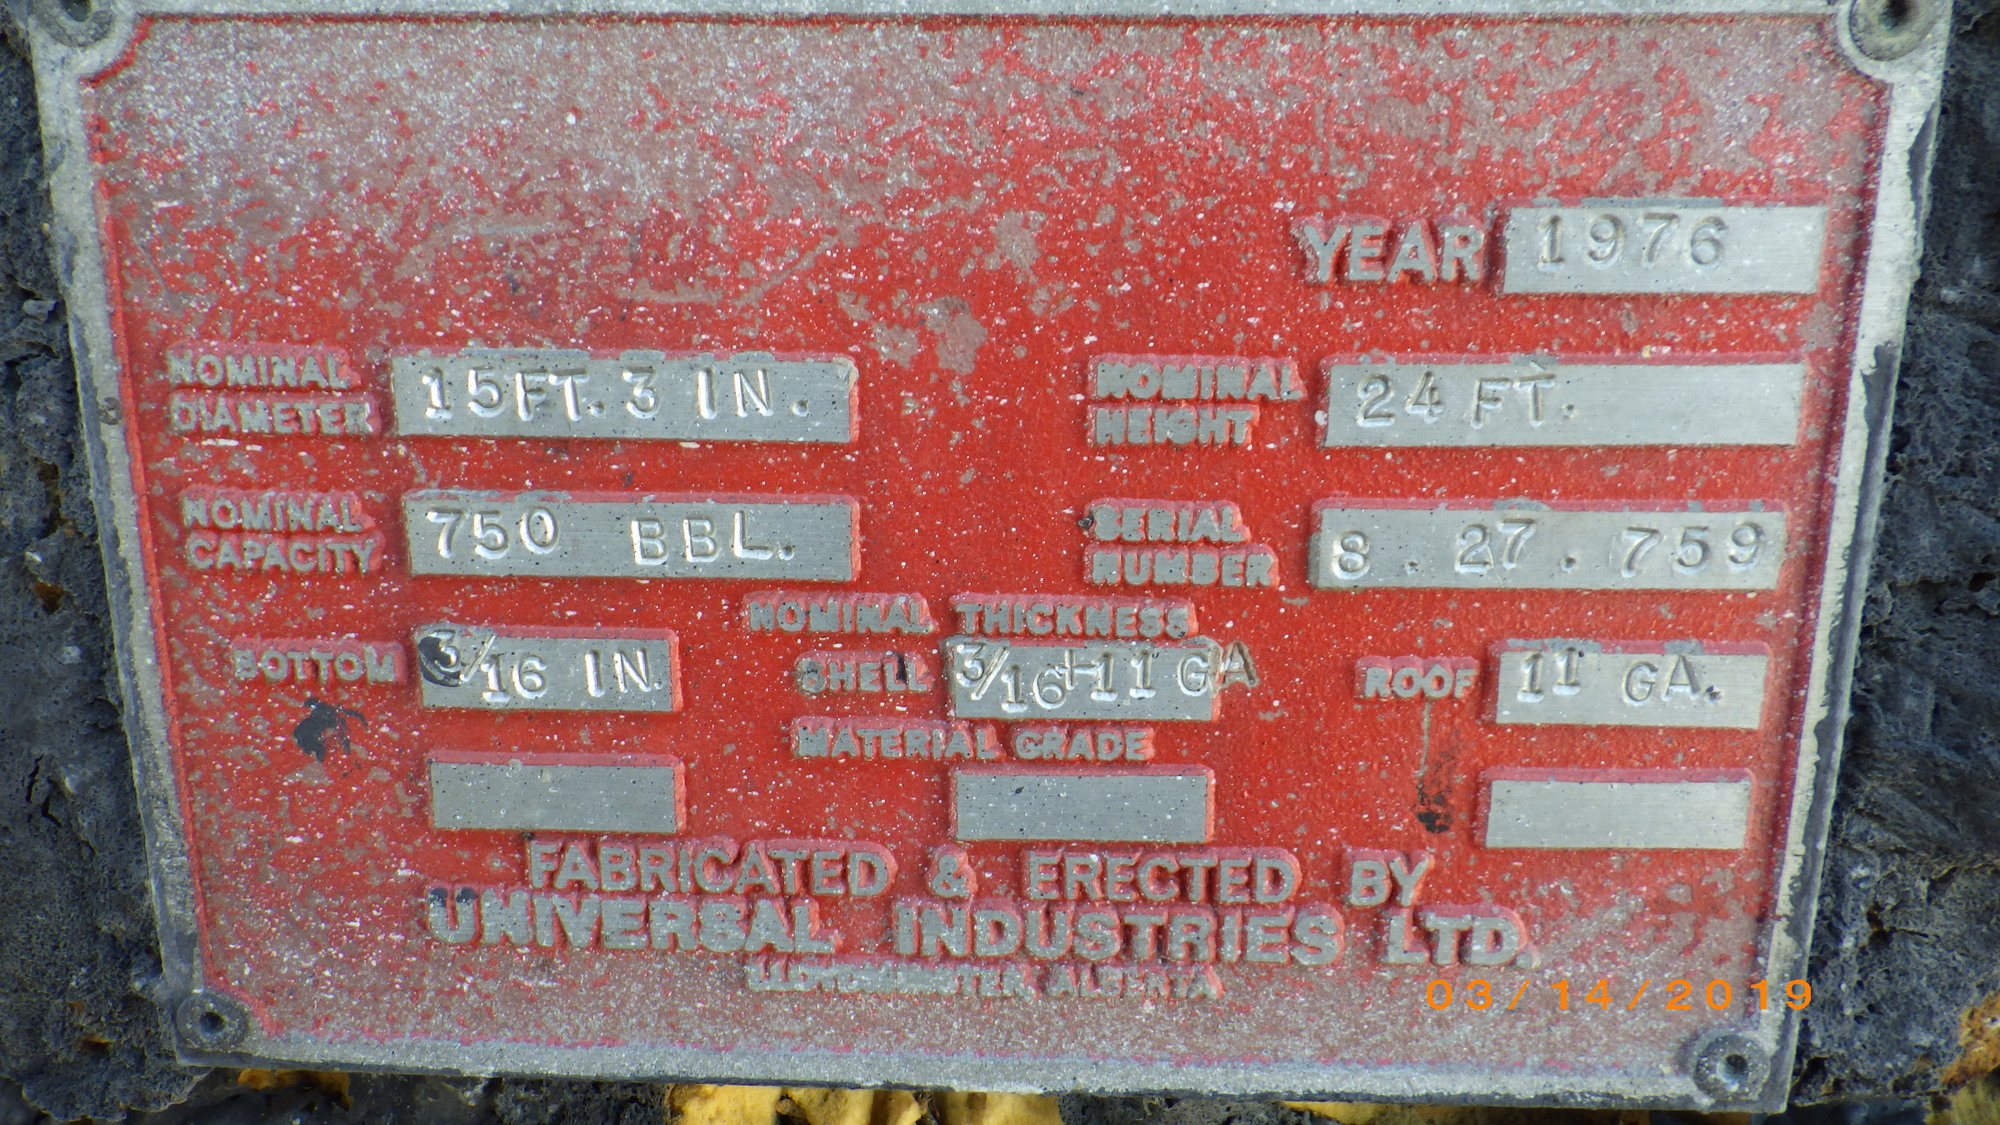 YEAR 1976
NOMINAL DIAMETER 15FT. 3 IN.
NOMINAL HEIGHT 24 FT.
NOMINAL CAPACITY 750 BBL.
SERIAL NUMBER 8 . 27 . 759
NOMINAL THICKNESS
BOTTOM 3/16 IN.
SHELL 3/16+11 GA
ROOF 11 GA.
MATERIAL GRADE
FABRICATED & ERECTED BY
UNIVERSAL INDUSTRIES LTD.
LLOYDMINSTER, ALBERTA
03/14/2019